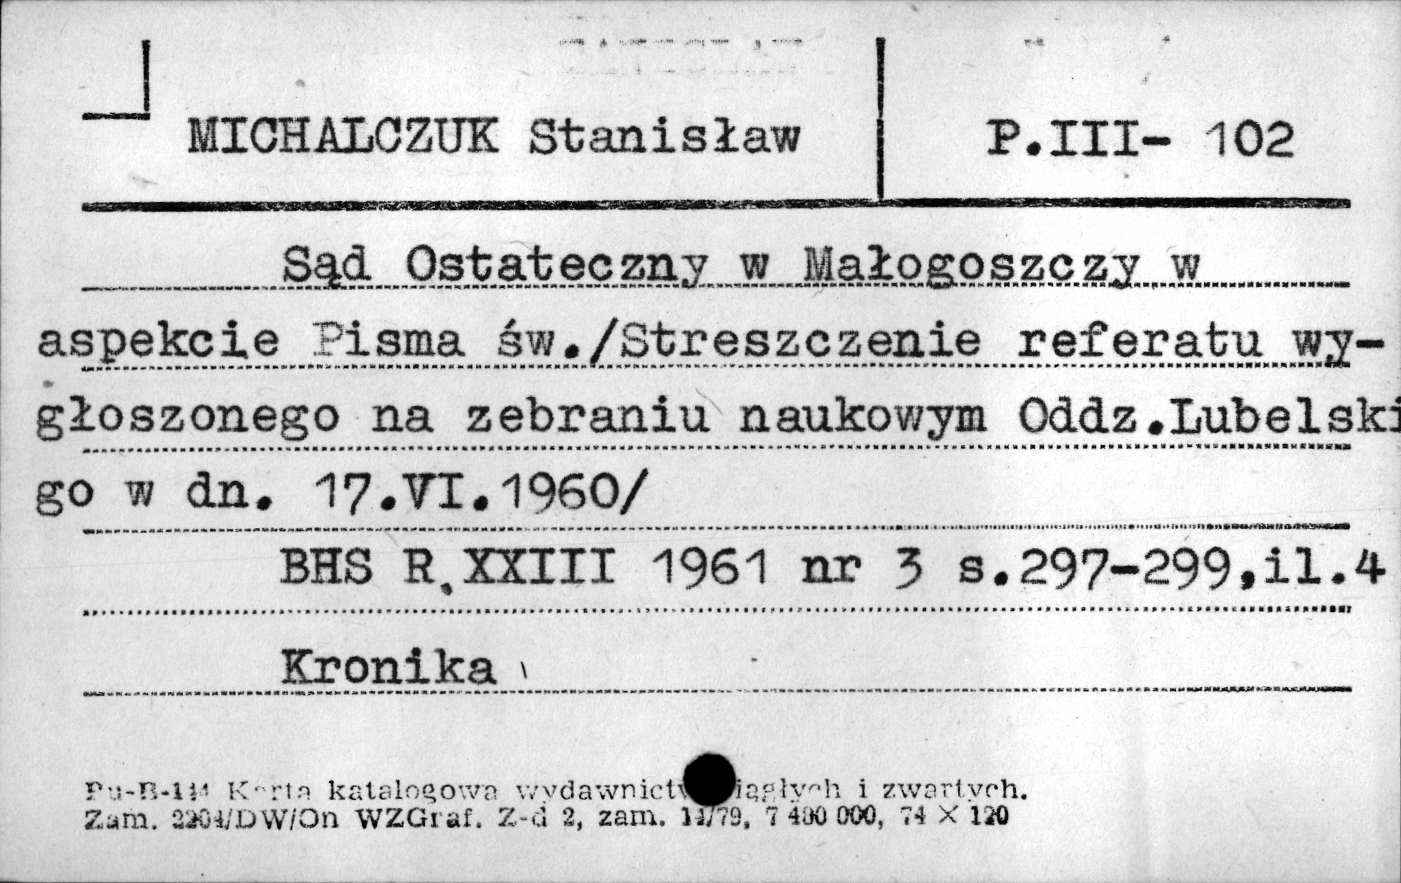 MICHALCZUK Stanisław
P.III- 102
Sąd Ostateczny w Małogoszczy w
aspekcie Pisma św./Streszczenie referatu wy-
głoszonego na zebraniu naukowym Oddz.Lubelski
go w dn. 17.VI.1960/
BHS R.XXIII 1961 nr 3 s.297-299,il.4
Kronika
Karta katalogowa wydawnictw ciągłych i zwartych.
Zam. 2204/DW/On WZGraf. Z-d 2, zam. 14/79, 7 400 000, 74 X 120